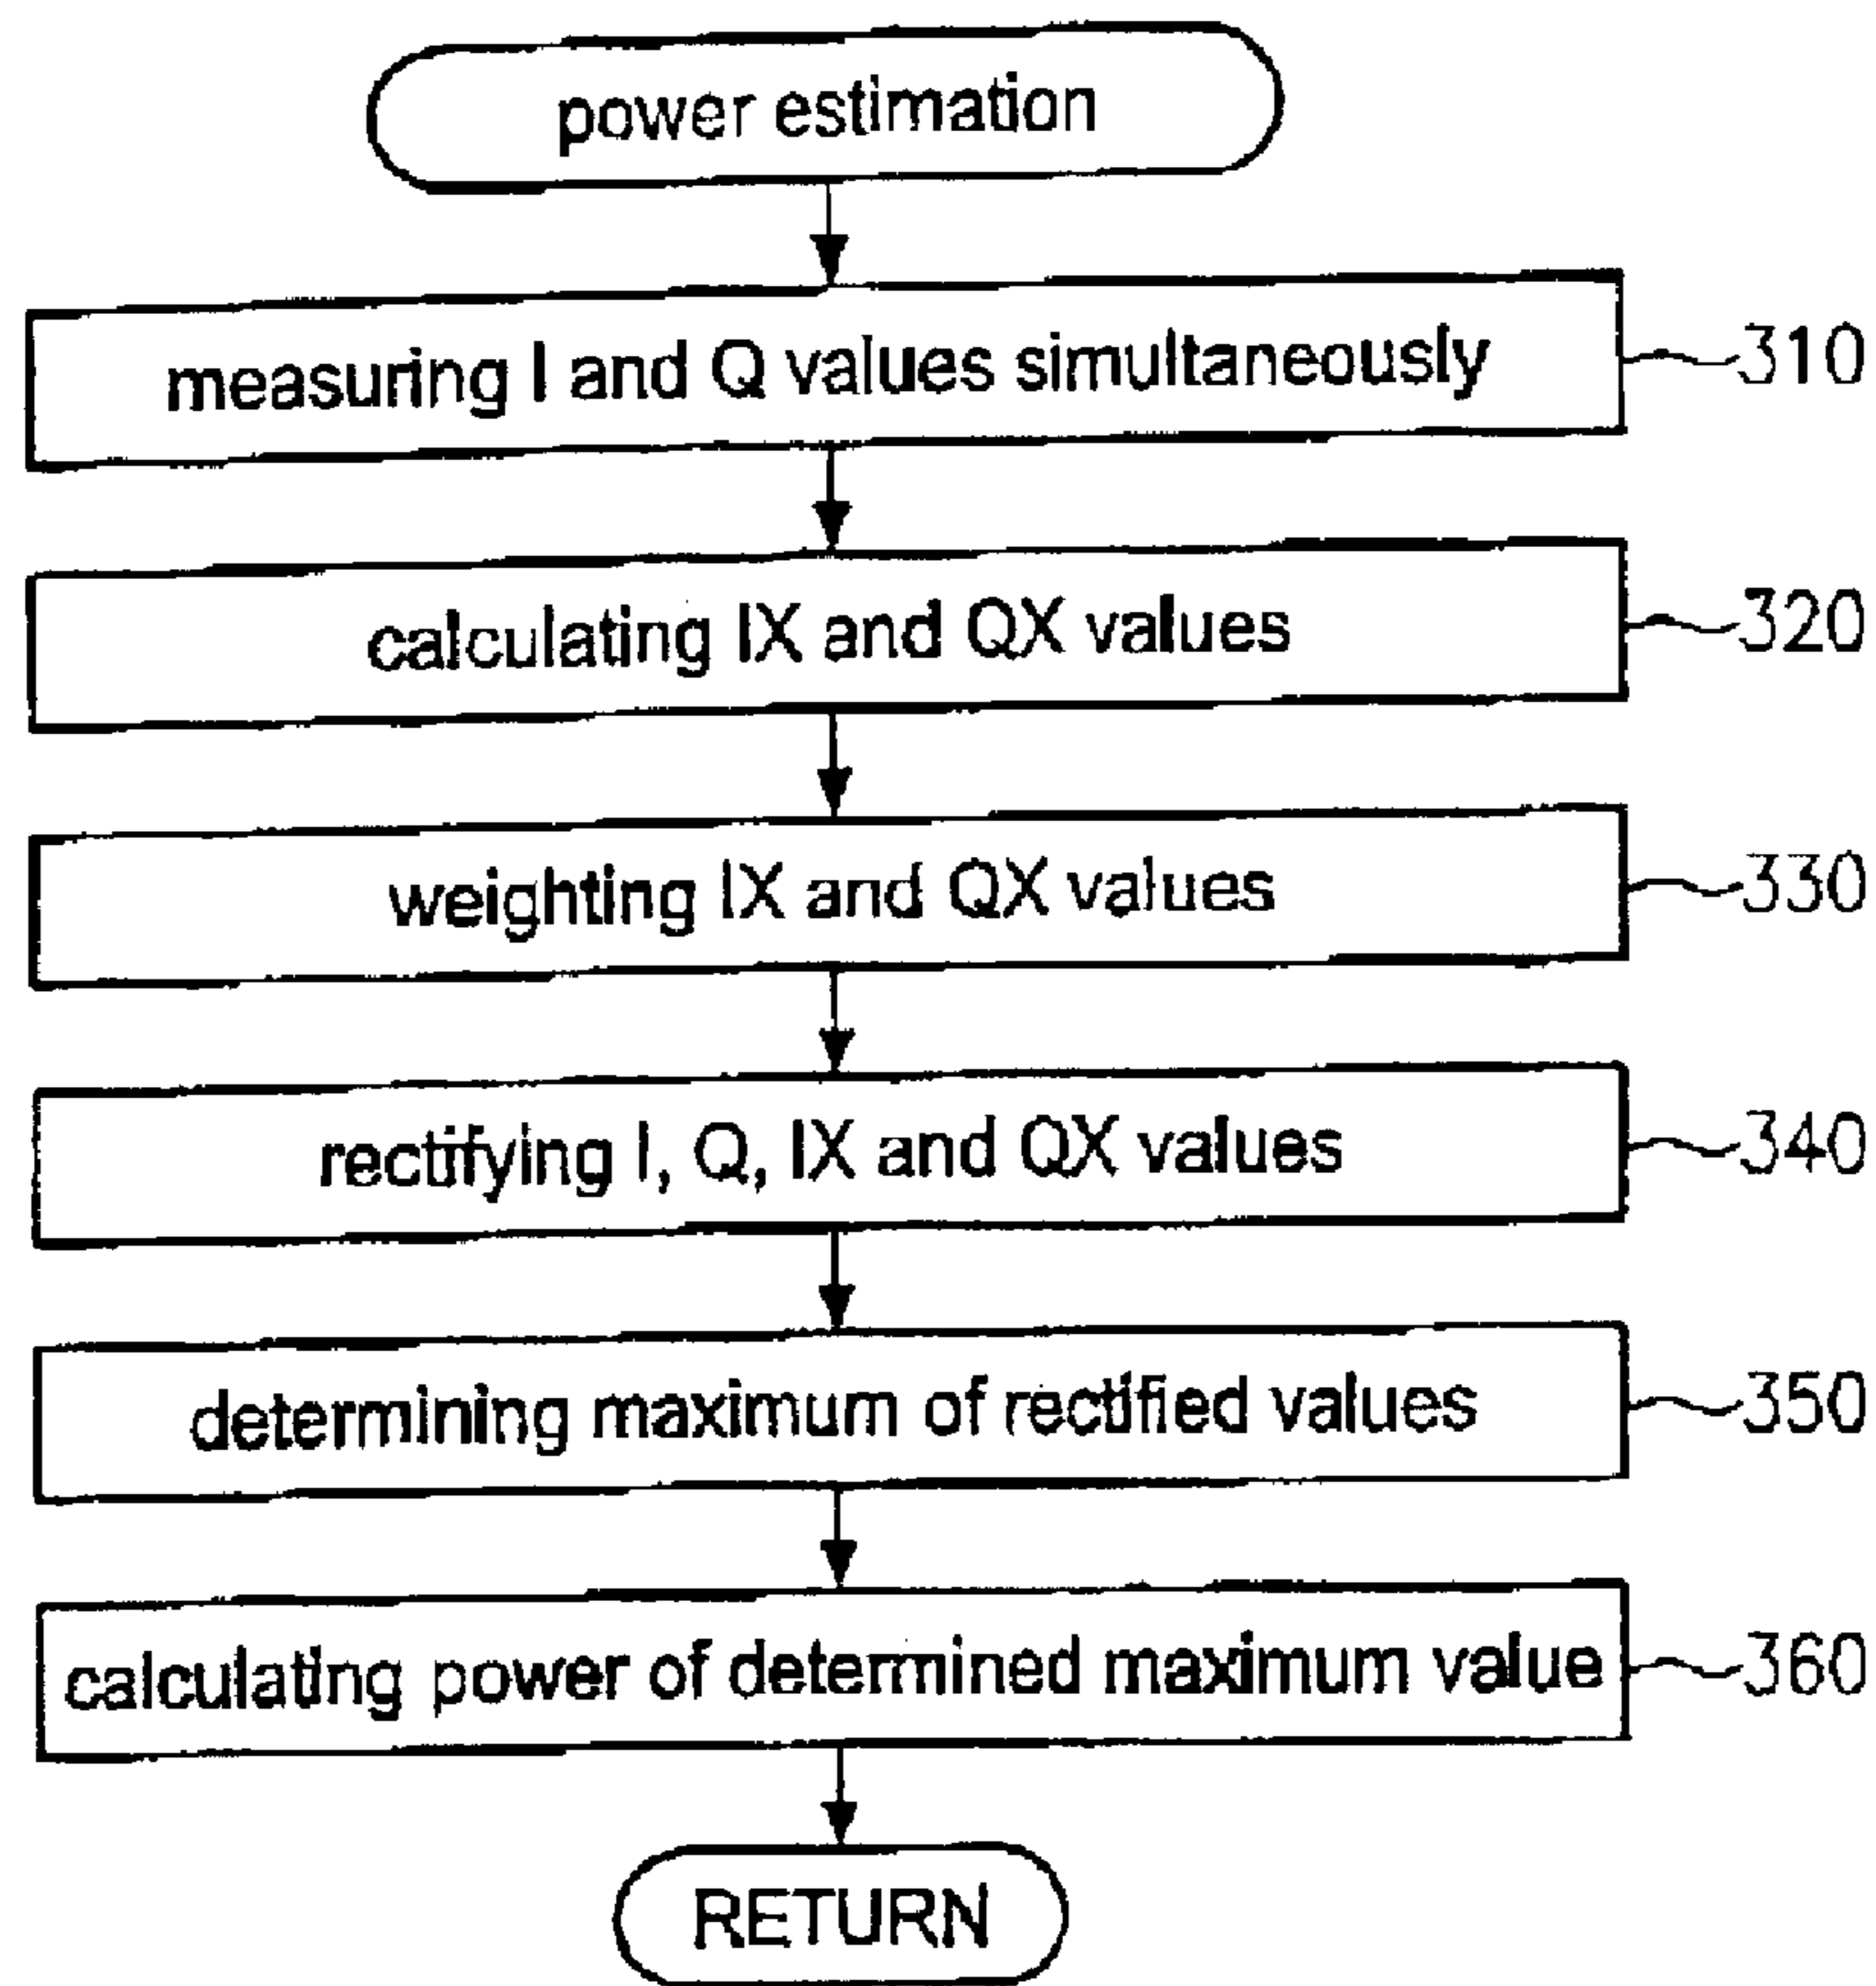 power estimation
measuring I and Q values simultaneously
310
calculating IX and QX values
320
weighting IX and QX values
330
rectifying I, Q, IX and QX values
340
determining maximum of rectified values
350
calculating power of determined maximum value
360
RETURN